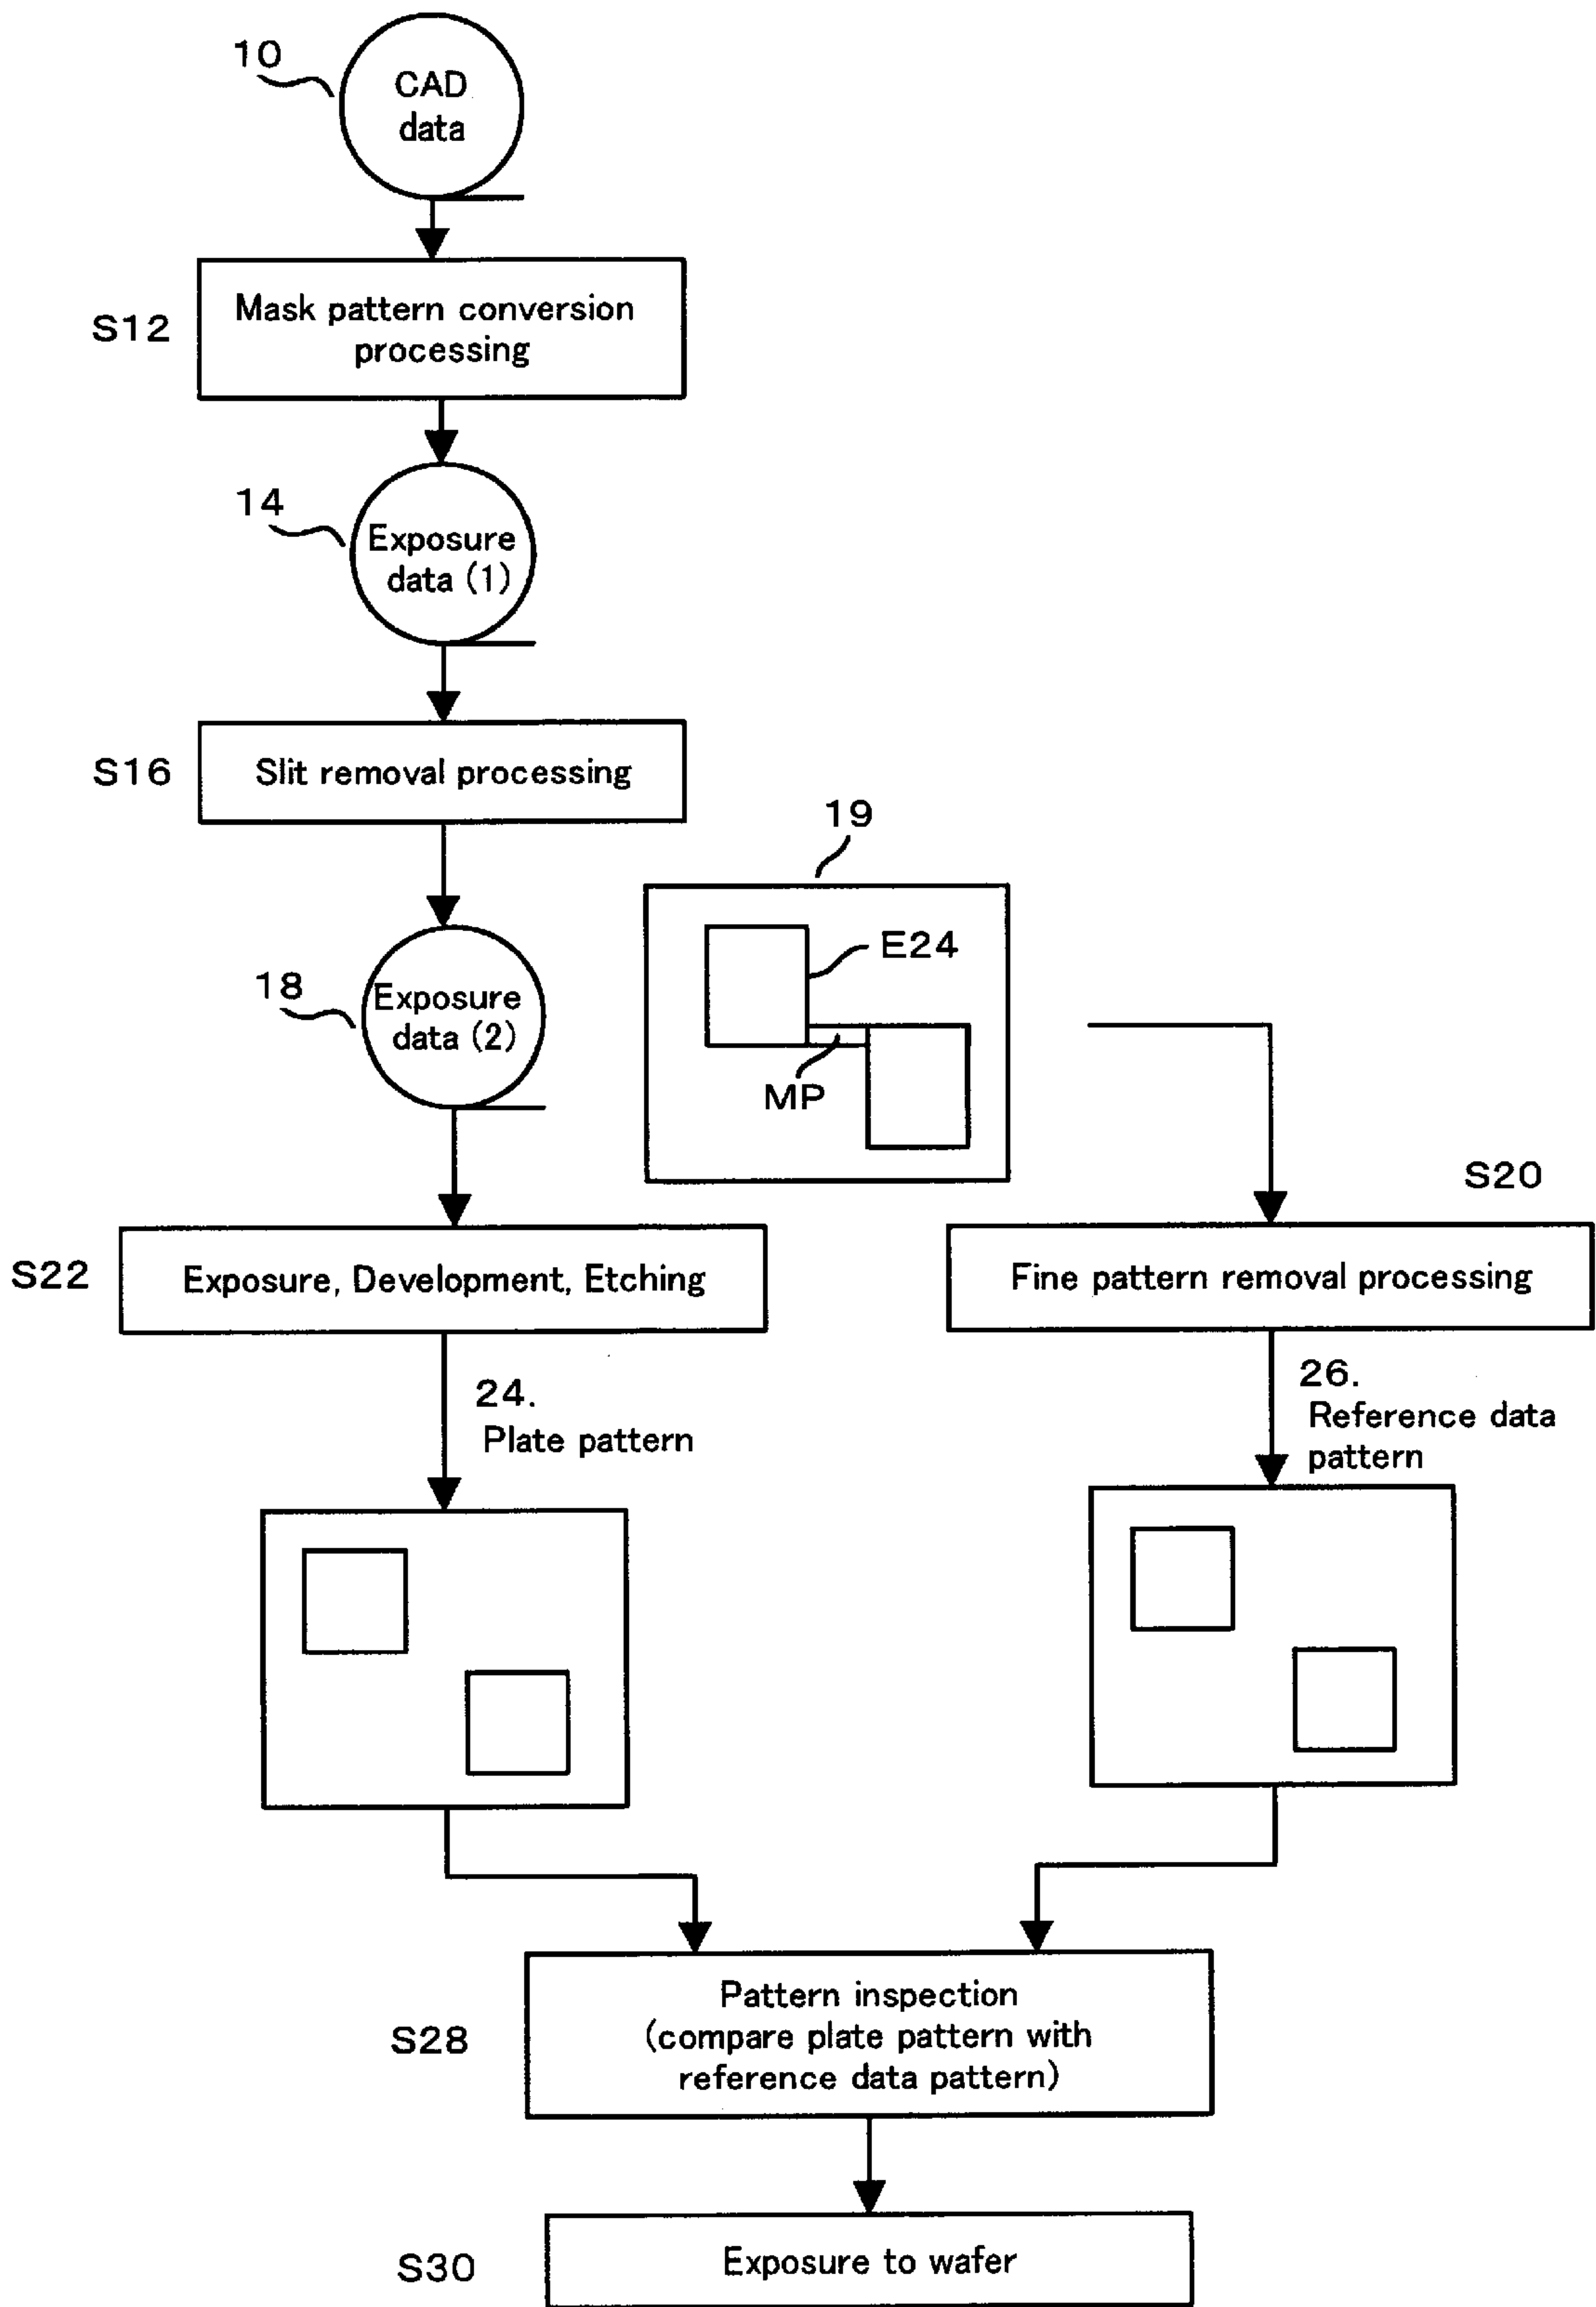 10
CAD
data
S12
Mask pattern conversion
processing
14
Exposure
data (1)
S16
Slit removal processing
19
E24
18
Exposure
data (2)
MP
S20
S22
Exposure, Development, Etching
Fine pattern removal processing
24.
Plate pattern
26.
Reference data
pattern
S28
Pattern inspection
(compare plate pattern with
reference data pattern)
S30
Exposure to wafer